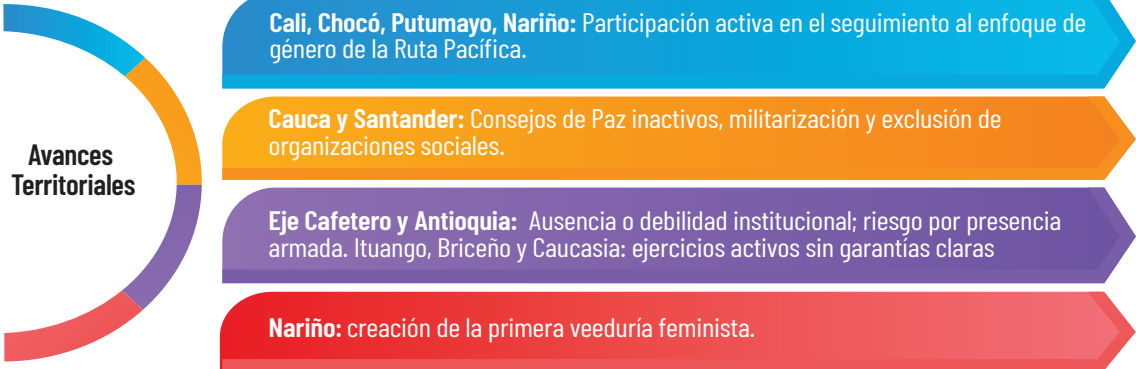 Avances
Territoriales
Cali, Chocó, Putumayo, Nariño: Participación activa en el seguimiento al enfoque de
género de la Ruta Pacífica.
Cauca y Santander: Consejos de Paz inactivos, militarización y exclusión de
organizaciones sociales.
Eje Cafetero y Antioquia: Ausencia o debilidad institucional; riesgo por presencia
armada. Ituango, Briceño y Caucasia: ejercicios activos sin garantías claras
Nariño: creación de la primera veeduría feminista.